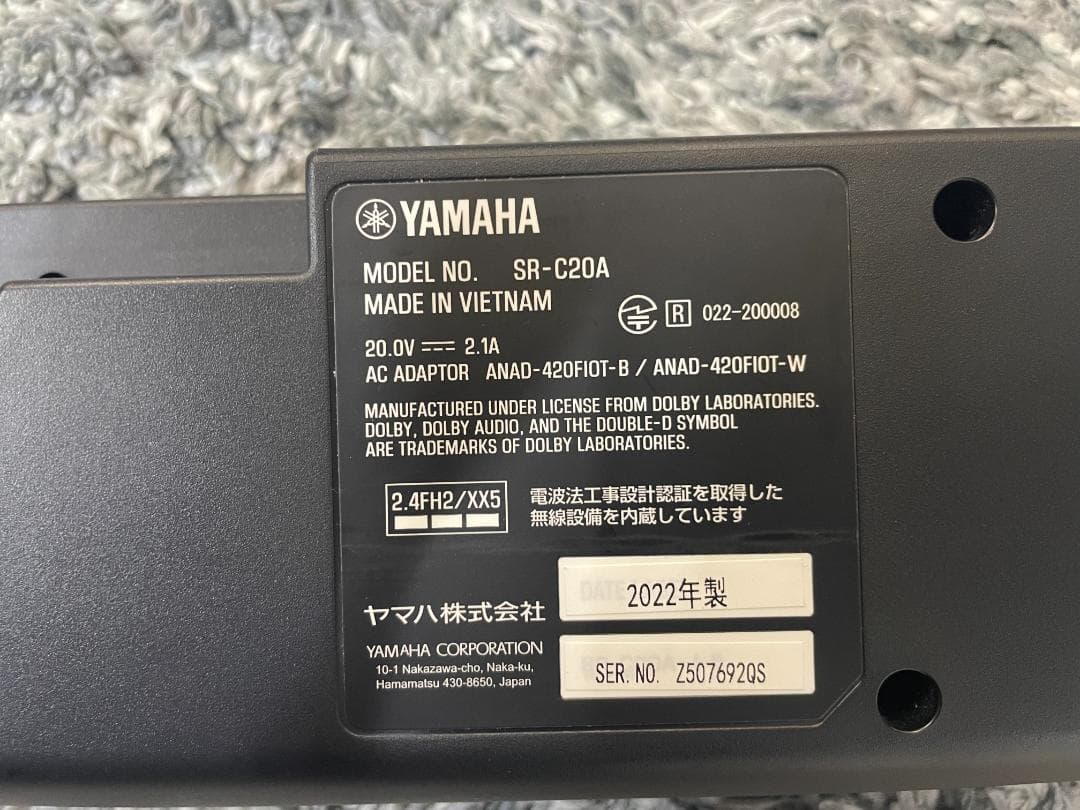 YAMAHA
MODEL NO. SR-C20A
MADE IN VIETNAM
R 022-200008
20.0V 2.1A
AC ADAPTOR ANAD-420FIOT-B / ANAD-420FIOT-W
MANUFACTURED UNDER LICENSE FROM DOLBY LABORATORIES.
DOLBY, DOLBY AUDIO, AND THE DOUBLE-D SYMBOL
ARE TRADEMARKS OF DOLBY LABORATORIES.
2.4FH2/XX5
電波法工事設計認証を取得した
無線設備を内蔵しています
2022年製
ヤマハ株式会社
YAMAHA CORPORATION
10-1 Nakazawa-cho, Naka-ku,
Hamamatsu 430-8650, Japan
SER. NO. Z507692QS